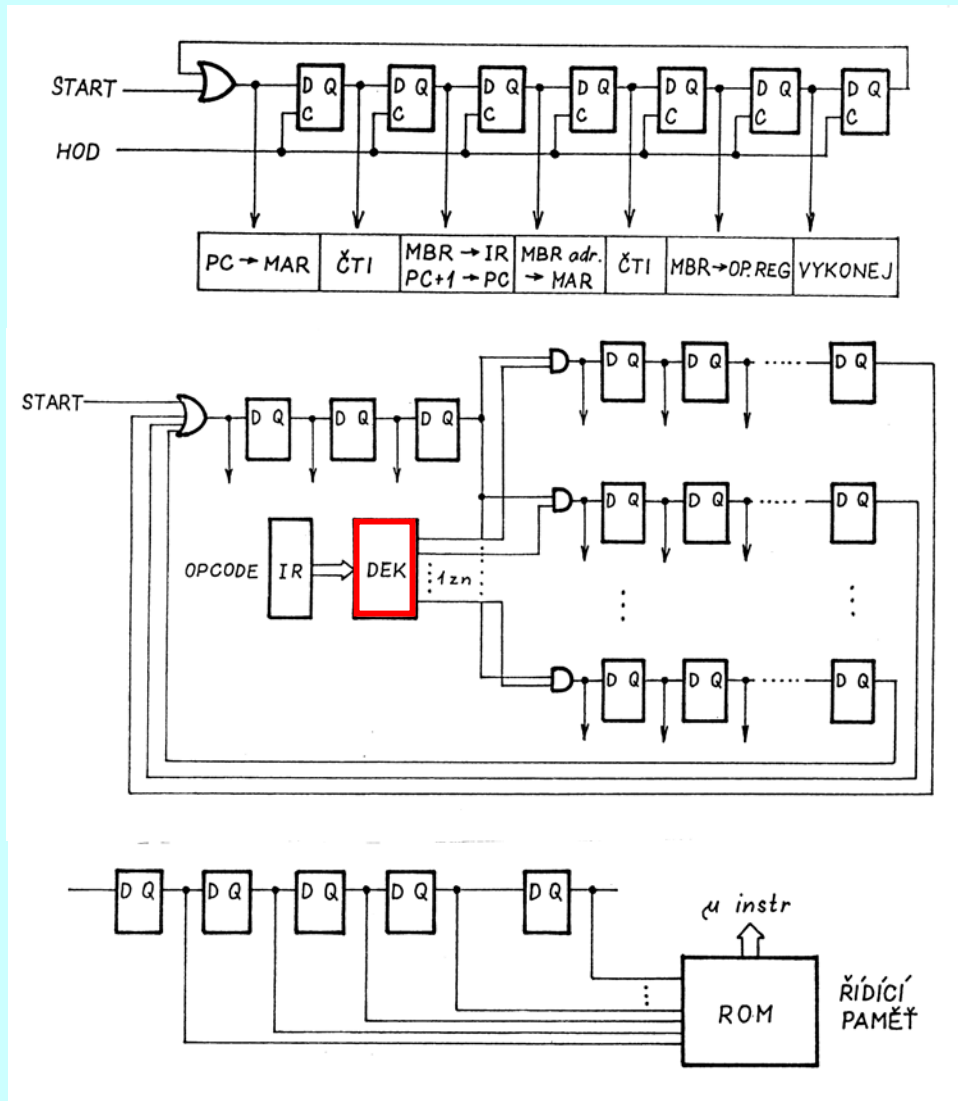 D Q D Q D Q D Q D Q D Q D Q
START
C C C C C C C
HOD
PC → MAR ČTI MBR → IR MBR adr. ČTI MBR → OP. REG VYKONEJ
PC+1 → PC → MAR
D Q D Q ..... D Q
START
D Q D Q D Q
D Q D Q ..... D Q
OPCODE IR DEK 1 z n
D Q D Q ..... D Q
D Q D Q D Q D Q D Q
μ instr
ROM ŘÍDÍCÍ
PAMĚŤ